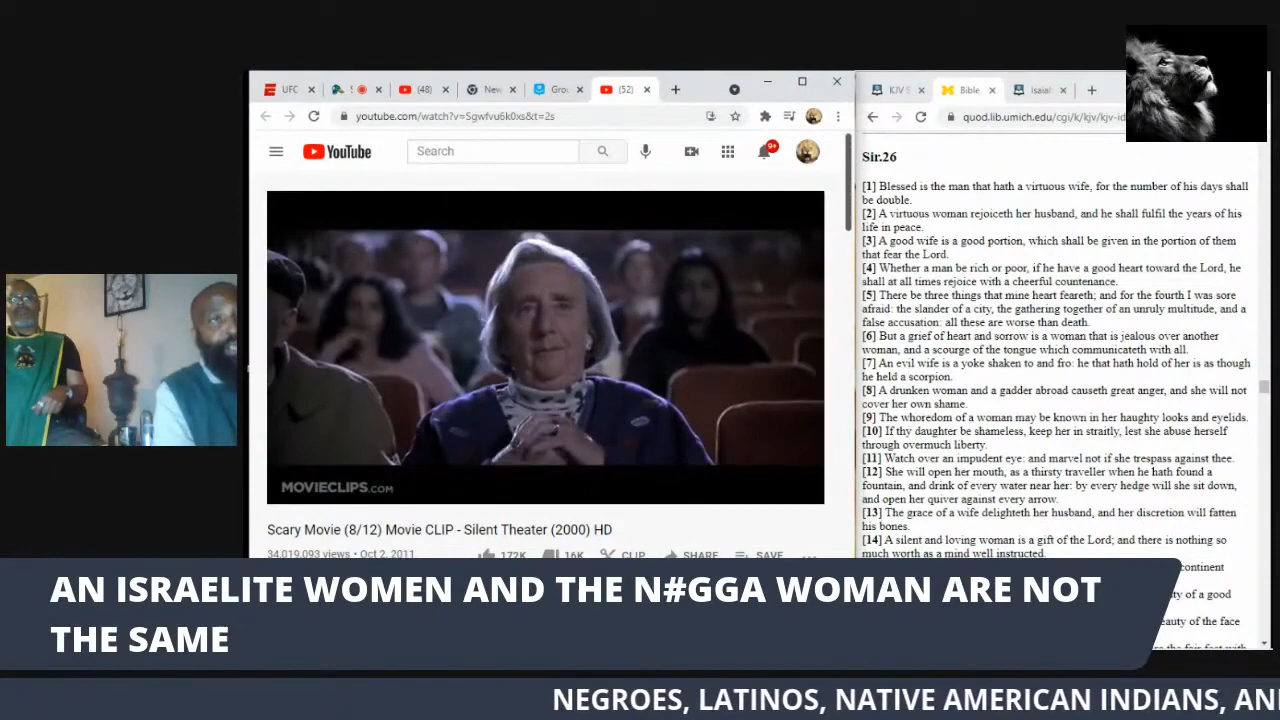 UFC
S
(48)
New
Gro
(52)
youtube.com/watch?v=Sgwfvu6k0xs&t=2s
YouTube
Search
9+
MOVIECLIPS.COM
Scary Movie (8/12) Movie CLIP - Silent Theater (2000) HD
34,019,093 views • Oct 2, 2011
172K
16K
CLIP
SHARE
SAVE
KJV S
Bible
Isaiah
quod.lib.umich.edu/cgi/k/kjv/kjv-id
Sir.26
[1] Blessed is the man that hath a virtuous wife, for the number of his days shall
be double.
[2] A virtuous woman rejoiceth her husband, and he shall fulfil the years of his
life in peace.
[3] A good wife is a good portion, which shall be given in the portion of them
that fear the Lord.
[4] Whether a man be rich or poor, if he have a good heart toward the Lord, he
shall at all times rejoice with a cheerful countenance.
[5] There be three things that mine heart feareth; and for the fourth I was sore
afraid: the slander of a city, the gathering together of an unruly multitude, and a
false accusation: all these are worse than death.
[6] But a grief of heart and sorrow is a woman that is jealous over another
woman, and a scourge of the tongue which communicateth with all.
[7] An evil wife is a yoke shaken to and fro: he that hath hold of her is as though
he held a scorpion.
[8] A drunken woman and a gadder abroad causeth great anger, and she will not
cover her own shame.
[9] The whoredom of a woman may be known in her haughty looks and eyelids.
[10] If thy daughter be shameless, keep her in straitly, lest she abuse herself
through overmuch liberty.
[11] Watch over an impudent eye: and marvel not if she trespass against thee.
[12] She will open her mouth, as a thirsty traveller when he hath found a
fountain, and drink of every water near her: by every hedge will she sit down,
and open her quiver against every arrow.
[13] The grace of a wife delighteth her husband, and her discretion will fatten
his bones.
[14] A silent and loving woman is a gift of the Lord; and there is nothing so
much worth as a mind well instructed.
continent
ty of a good
eauty of the face
AN ISRAELITE WOMEN AND THE N#GGA WOMAN ARE NOT
THE SAME
NEGROES, LATINOS, NATIVE AMERICAN INDIANS, AN